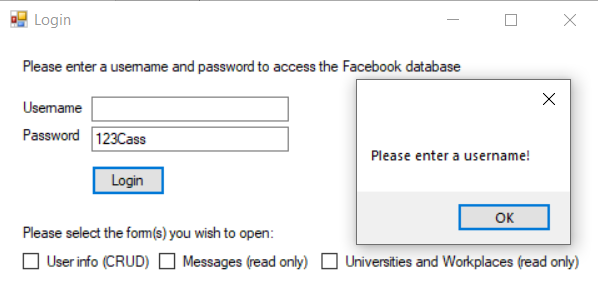 Login
Please enter a username and password to access the Facebook database
Username
Password 123Cass
Please enter a username!
Login
OK
Please select the form(s) you wish to open:
User info (CRUD) Messages (read only) Universities and Workplaces (read only)